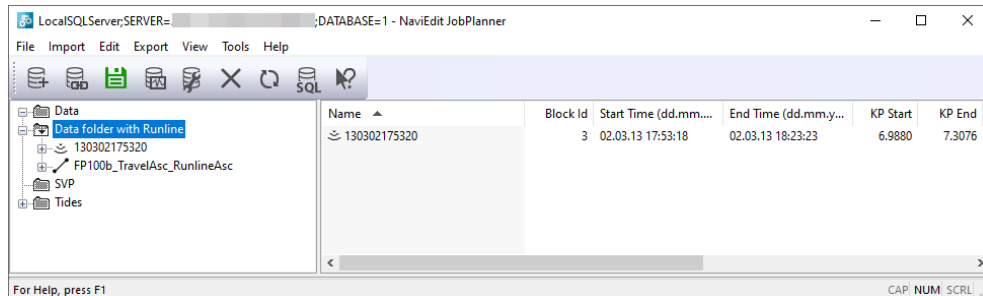 LocalSQLServer;SERVER=. ;DATABASE=1 - NaviEdit JobPlanner
File Import Edit Export View Tools Help
SQL
Data
Data folder with Runline
130302175320
FP100b_TravelAsc_RunlineAsc
SVP
Tides
Name Block Id Start Time (dd.mm.... End Time (dd.mm.y... KP Start KP End
130302175320 3 02.03.13 17:53:18 02.03.13 18:23:23 6.9880 7.3076
For Help, press F1 CAP NUM SCRL